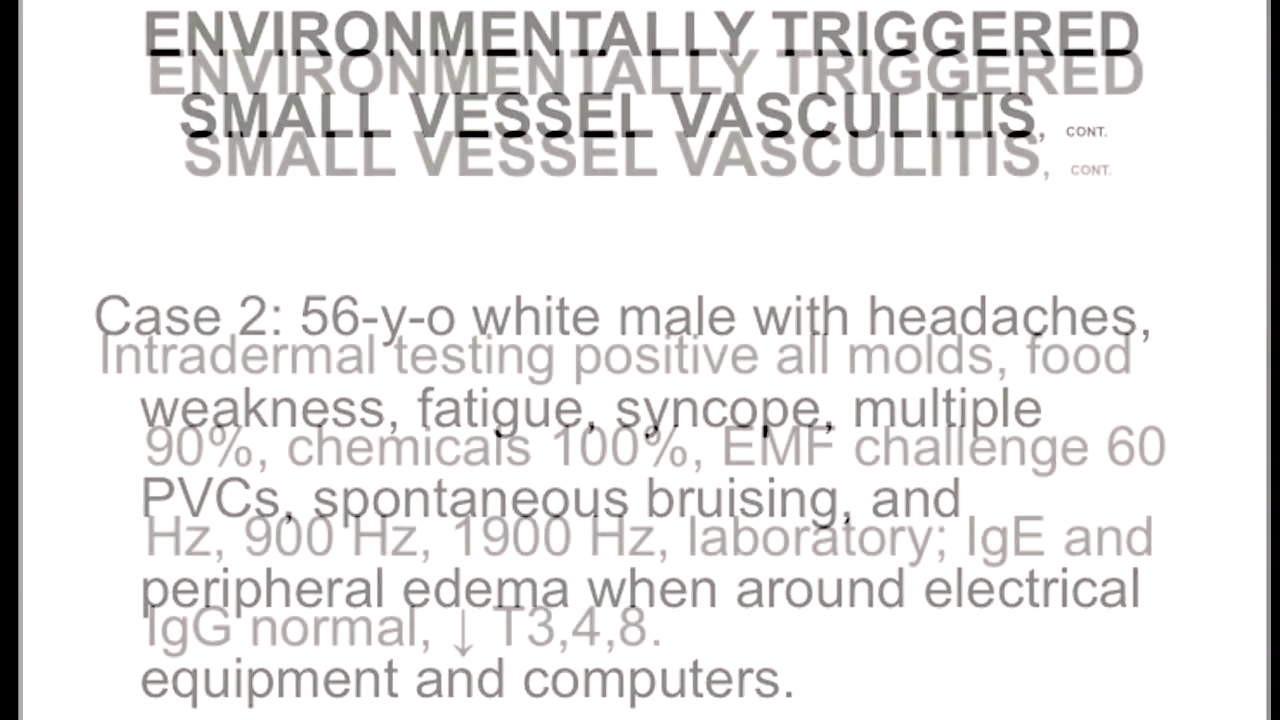 ENVIRONMENTALLY TRIGGERED
SMALL VESSEL VASCULITIS, CONT.
Case 2: 56-y-o white male with headaches,
weakness, fatigue, syncope, multiple
PVCs, spontaneous bruising, and
peripheral edema when around electrical
equipment and computers.
ENVIRONMENTALLY TRIGGERED
SMALL VESSEL VASCULITIS, CONT.
Intradermal testing positive all molds, food
90%, chemicals 100%, EMF challenge 60
Hz, 900 Hz, 1900 Hz, laboratory; IgE and
IgG normal, ↓ T3,4,8.